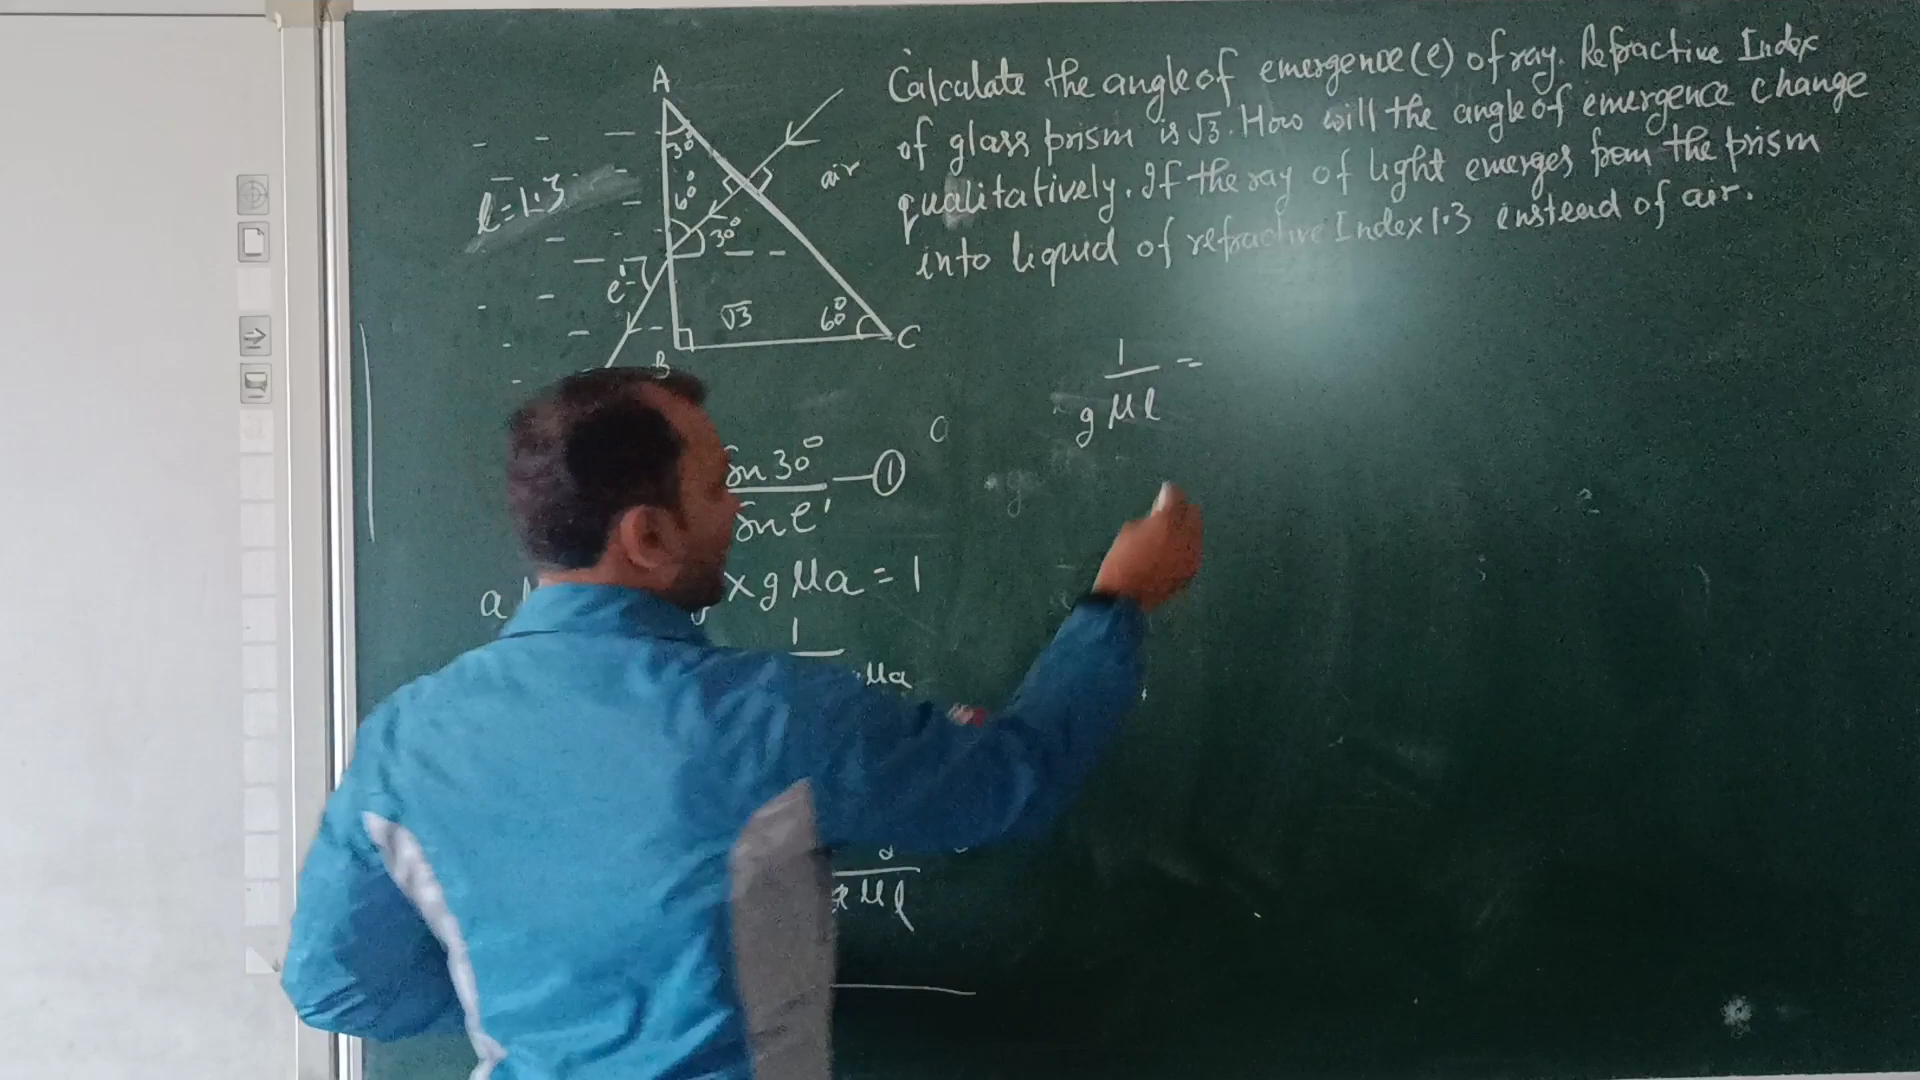 Calculate the angle of emergence (e) of ray. Refractive Index
of glass prism is √3. How will the angle of emergence change
qualitatively. If the ray of light emerges from the prism
into liquid of refractive Index 1.3 instead of air.
A
30°
60°
air
l=1.3
30°
e'
√3
60°
C
B
1
gμl
=
sin 30°
sin e'
①
a
a
x gμa = 1
1
μa
μl